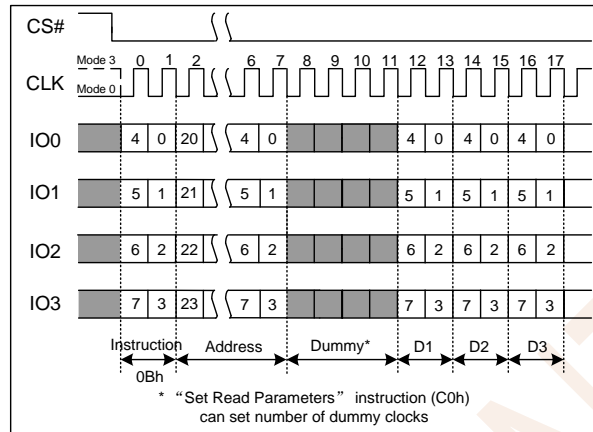 CS#
Mode 3 0 1 2 6 7 8 9 10 11 12 13 14 15 16 17
CLK Mode 0
IO0 4 0 20 4 0 4 0 4 0 4 0
IO1 5 1 21 5 1 5 1 5 1 5 1
IO2 6 2 22 6 2 6 2 6 2 6 2
IO3 7 3 23 7 3 7 3 7 3 7 3
Instruction Address Dummy* D1 D2 D3
0Bh
* “Set Read Parameters” instruction (C0h)
can set number of dummy clocks